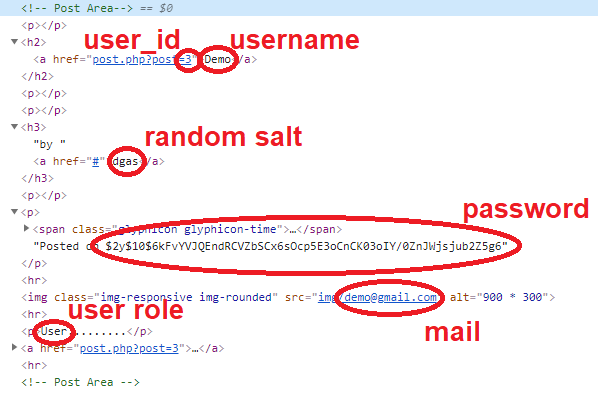 <!-- Post Area--> == $0
<p></p>
user_id username
<h2>
<a href="post.php?post=3">Demo</a>
</h2>
<p></p>
<p></p>
<h3>
random salt
"by "
<a href="#">dgas</a>
</h3>
<p></p>
password
<p>
<span class="glyphicon glyphicon-time">…</span>
"Posted on $2y$10$6kFvYVJQEndRCVZbSCx6sOcp5E3oCnCK03oIY/0ZnJWjsjub2Z5g6"
</p>
<hr>
<img class="img-responsive img-rounded" src="img/demo@gmail.com" alt="900 * 300">
<hr>
user role
mail
<p>User........</p>
<a href="post.php?post=3">…</a>
<hr>
<!-- Post Area -->